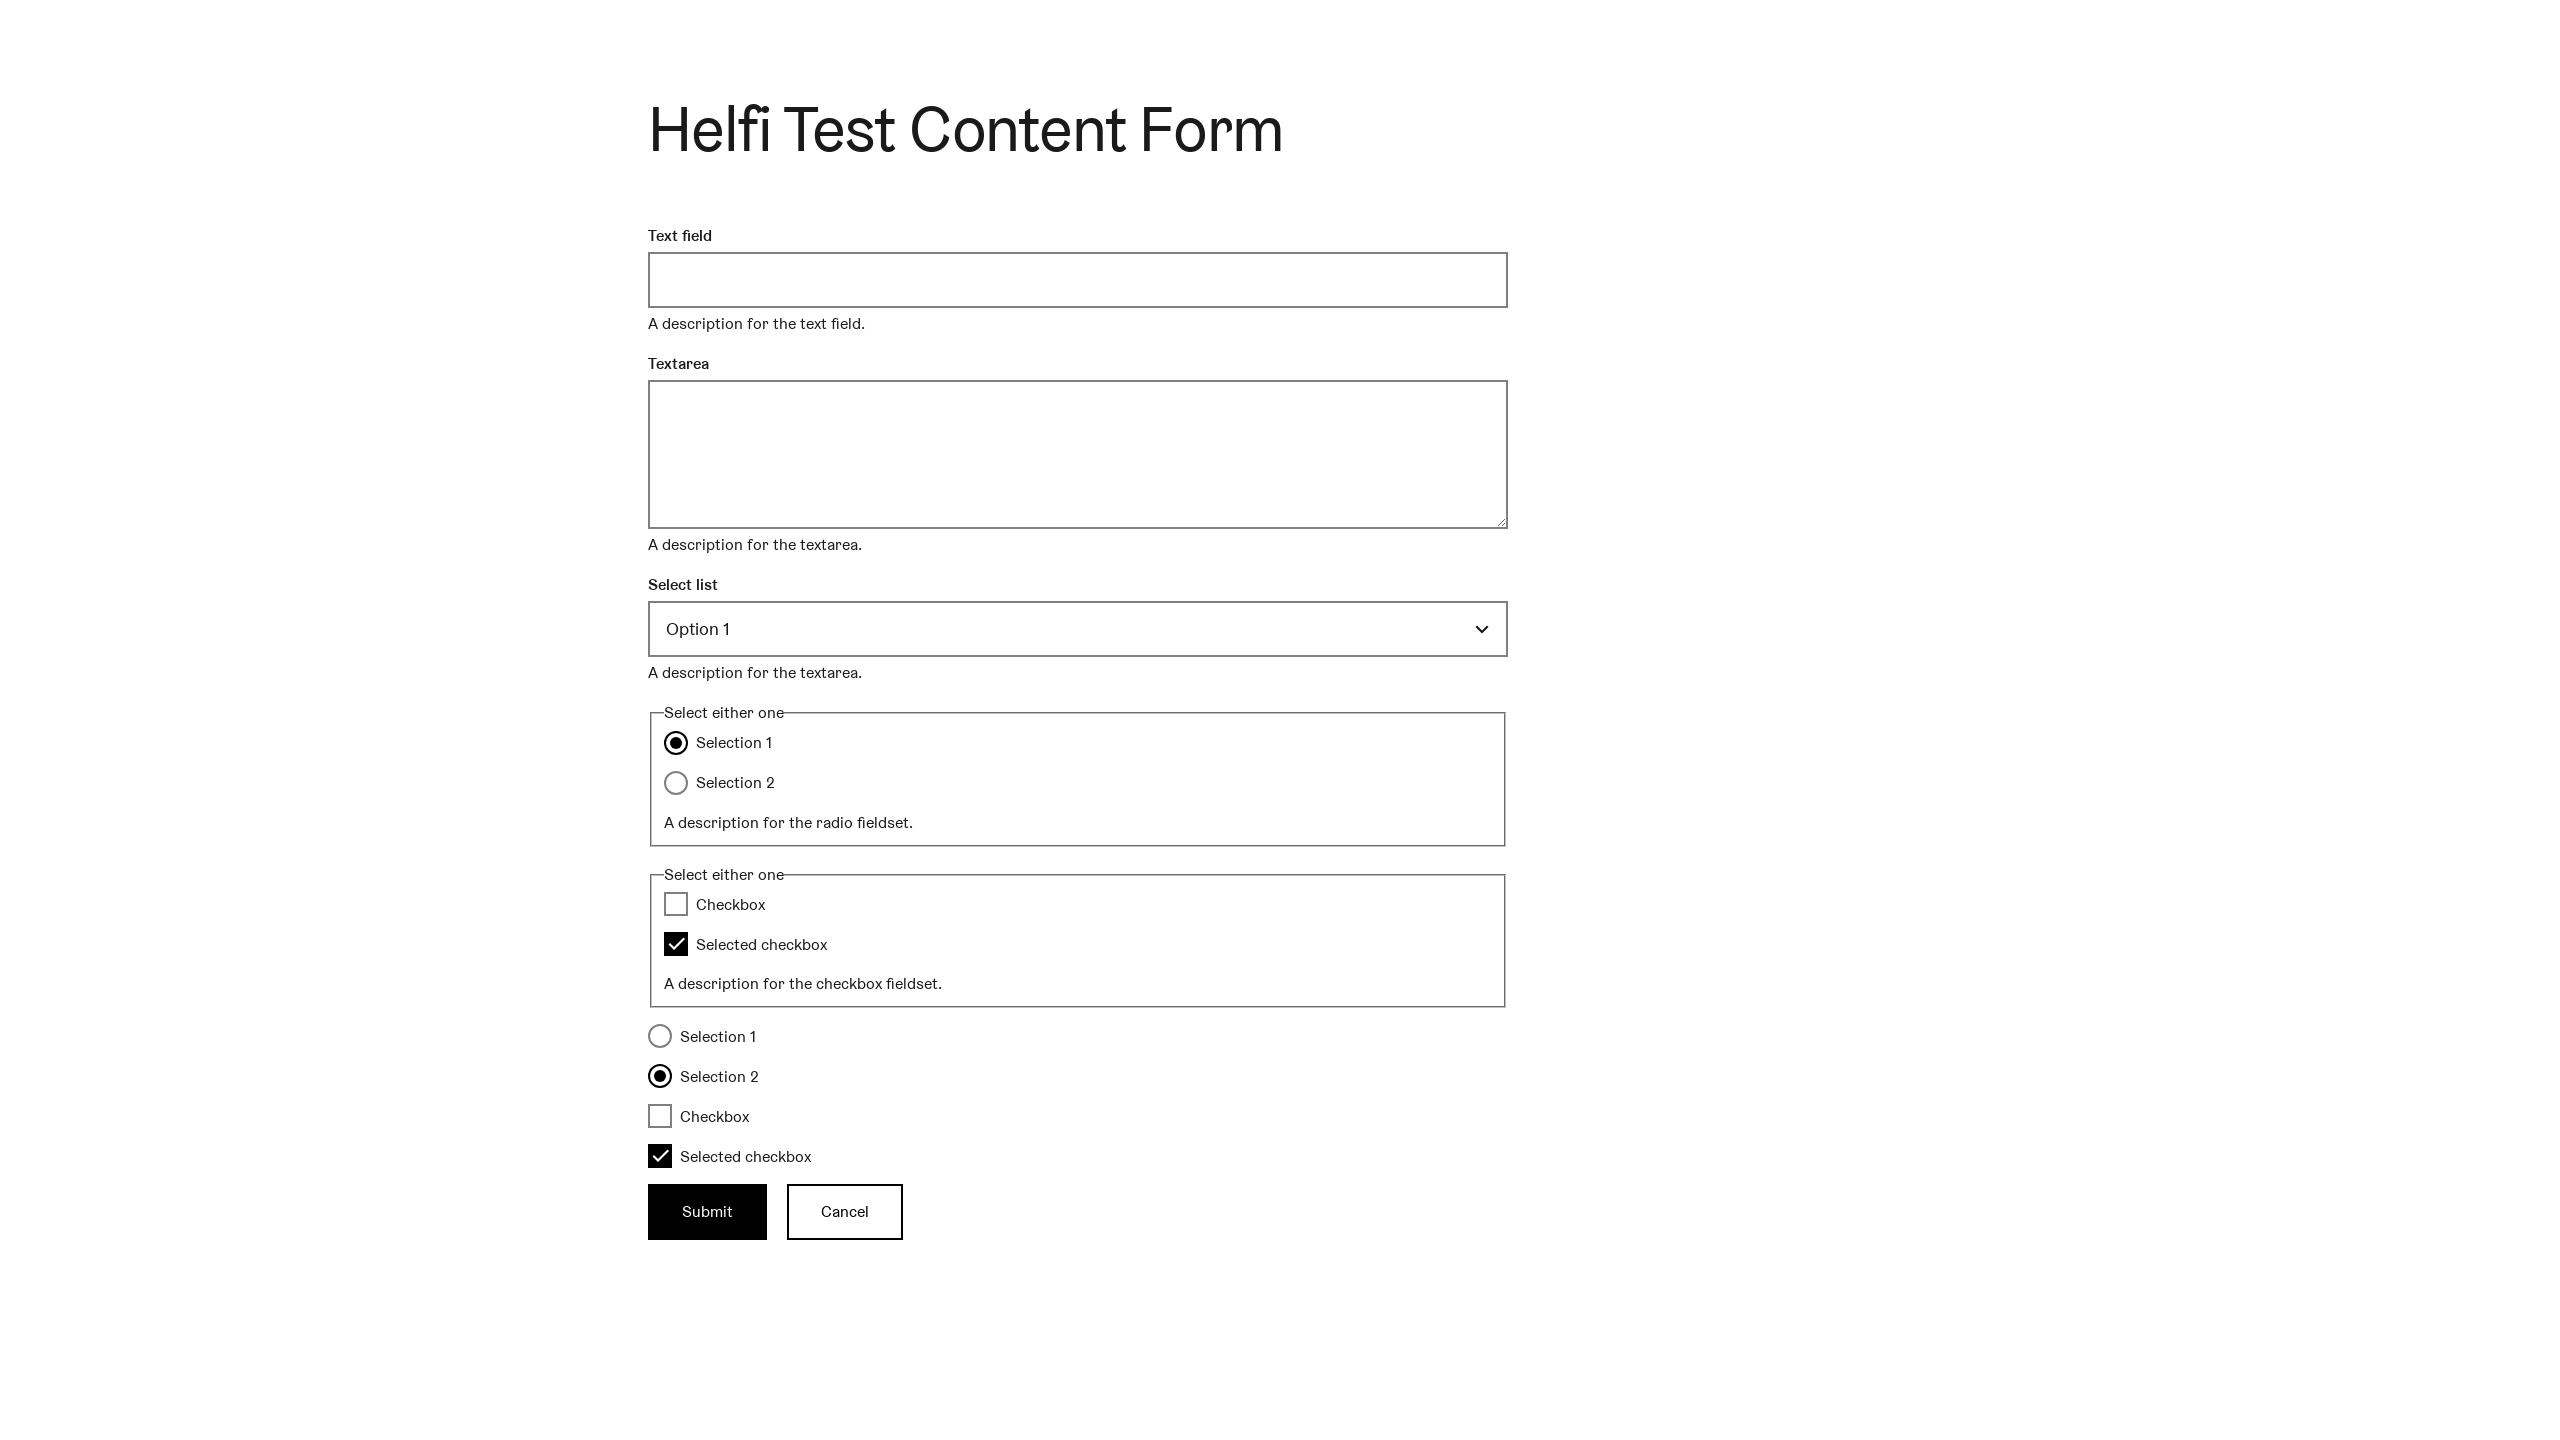 Helfi Test Content Form
Text field
A description for the text field.
Textarea
A description for the textarea.
Select list
Option 1
A description for the textarea.
Select either one
Selection 1
Selection 2
A description for the radio fieldset.
Select either one
Checkbox
Selected checkbox
A description for the checkbox fieldset.
Selection 1
Selection 2
Checkbox
Selected checkbox
Submit Cancel